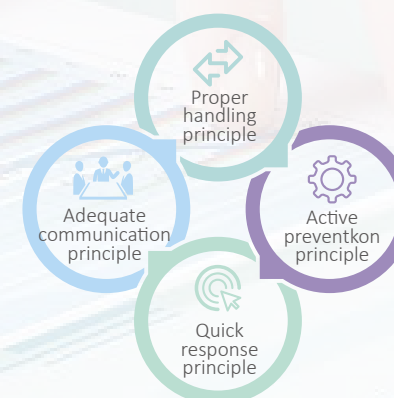 Proper
handling
principle
Adequate
communication
principle
Active
preventkon
principle
Quick
response
principle